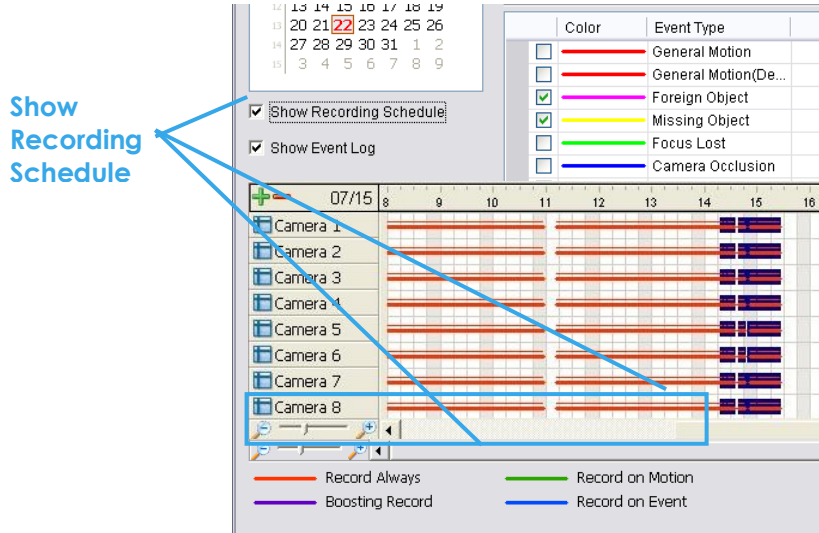 12 13 14 15 16 17 18 19
13 20 21 22 23 24 25 26
14 27 28 29 30 31 1 2
15 3 4 5 6 7 8 9
Show Recording Schedule
Show Recording Schedule
Show Event Log
Color Event Type
General Motion
General Motion(De...
Foreign Object
Missing Object
Focus Lost
Camera Occlusion
07/15 8 9 10 11 12 13 14 15 16
Camera 1
Camera 2
Camera 3
Camera 4
Camera 5
Camera 6
Camera 7
Camera 8
Record Always
Record on Motion
Boosting Record
Record on Event